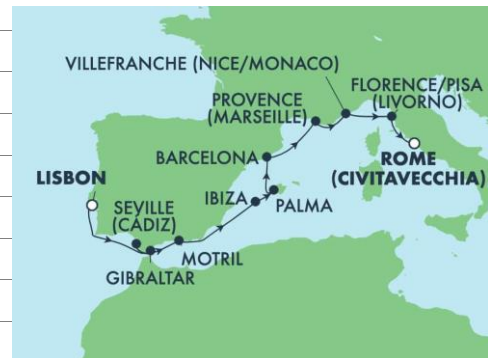 VILLEFRANCHE (NICE/MONACO)
FLORENCE/PISA
(LIVORNO)
PROVENCE
(MARSEILLE)
ROME
(CIVITAVECCHIA)
BARCELONA
LISBON
SEVILLE
(CÁDIZ)
IBIZA
PALMA
MOTRIL
GIBRALTAR